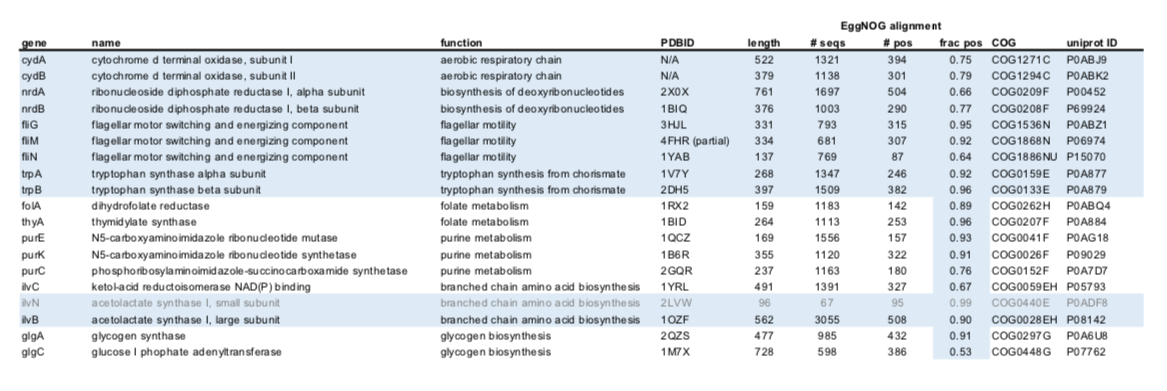 EggNOG alignment
gene name function PDBID length # seqs # pos frac pos COG uniprot ID
cydA cytochrome d terminal oxidase, subunit I aerobic respiratory chain N/A 522 1321 394 0.75 COG1271C P0ABJ9
cydB cytochrome d terminal oxidase, subunit II aerobic respiratory chain N/A 379 1138 301 0.79 COG1294C P0ABK2
nrdA ribonucleoside diphosphate reductase I, alpha subunit biosynthesis of deoxyribonucleotides 2X0X 761 1697 504 0.66 COG0209F P00452
nrdB ribonucleoside diphosphate reductase I, beta subunit biosynthesis of deoxyribonucleotides 1BIQ 376 1003 290 0.77 COG0208F P69924
fliG flagellar motor switching and energizing component flagellar motility 3HJL 331 793 315 0.95 COG1536N P0ABZ1
fliM flagellar motor switching and energizing component flagellar motility 4FHR (partial) 334 681 307 0.92 COG1868N P06974
fliN flagellar motor switching and energizing component flagellar motility 1YAB 137 769 87 0.64 COG1886NU P15070
trpA tryptophan synthase alpha subunit tryptophan synthesis from chorismate 1V7Y 268 1347 246 0.92 COG0159E P0A877
trpB tryptophan synthase beta subunit tryptophan synthesis from chorismate 2DH5 397 1509 382 0.96 COG0133E P0A879
folA dihydrofolate reductase folate metabolism 1RX2 159 1183 142 0.89 COG0262H P0ABQ4
thyA thymidylate synthase folate metabolism 1BID 264 1113 253 0.96 COG0207F P0A884
purE N5-carboxyaminoimidazole ribonucleotide mutase purine metabolism 1QCZ 169 1556 157 0.93 COG0041F P0AG18
purK N5-carboxyaminoimidazole ribonucleotide synthetase purine metabolism 1B6R 355 1120 322 0.91 COG0026F P09029
purC phosphoribosylaminoimidazole-succinocarboxamide synthetase purine metabolism 2GQR 237 1163 180 0.76 COG0152F P0A7D7
ilvC ketol-acid reductoisomerase NAD(P) binding branched chain amino acid biosynthesis 1YRL 491 1391 327 0.67 COG0059EH P05793
ilvN acetolactate synthase I, small subunit branched chain amino acid biosynthesis 2LVW 96 67 95 0.99 COG0440E P0ADF8
ilvB acetolactate synthase I, large subunit branched chain amino acid biosynthesis 1OZF 562 3055 508 0.90 COG0028EH P08142
glgA glycogen synthase glycogen biosynthesis 2QZS 477 985 432 0.91 COG0297G P0A6U8
glgC glucose I phophate adenyltransferase glycogen biosynthesis 1M7X 728 598 386 0.53 COG0448G P07762